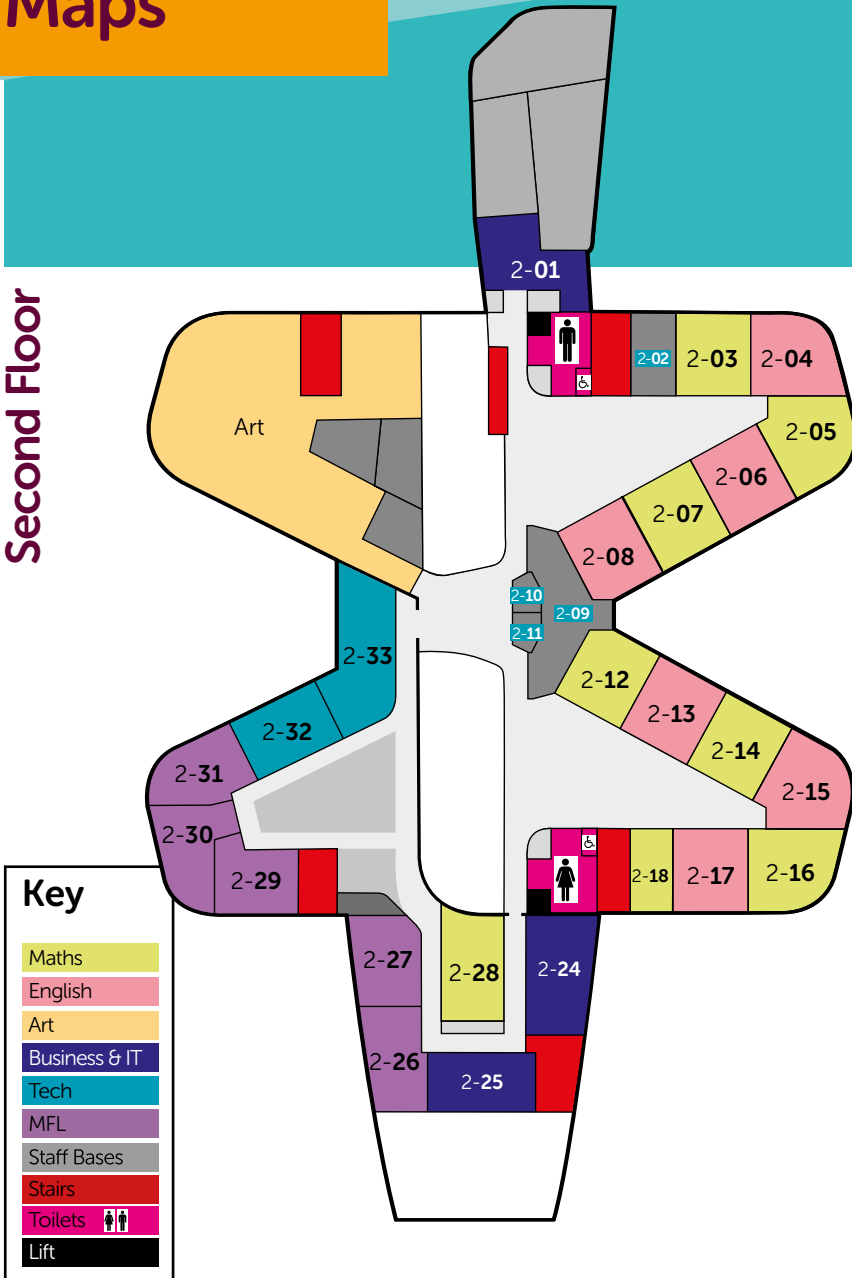 Maps
Second Floor
2-01
2-02
2-03
2-04
2-05
Art
2-06
2-07
2-08
2-10
2-09
2-11
2-33
2-12
2-13
2-32
2-14
2-31
2-15
2-30
2-29
2-18
2-17
2-16
Key
2-27
2-28
2-24
Maths
English
Art
Business & IT
2-26
2-25
Tech
MFL
Staff Bases
Stairs
Toilets
Lift